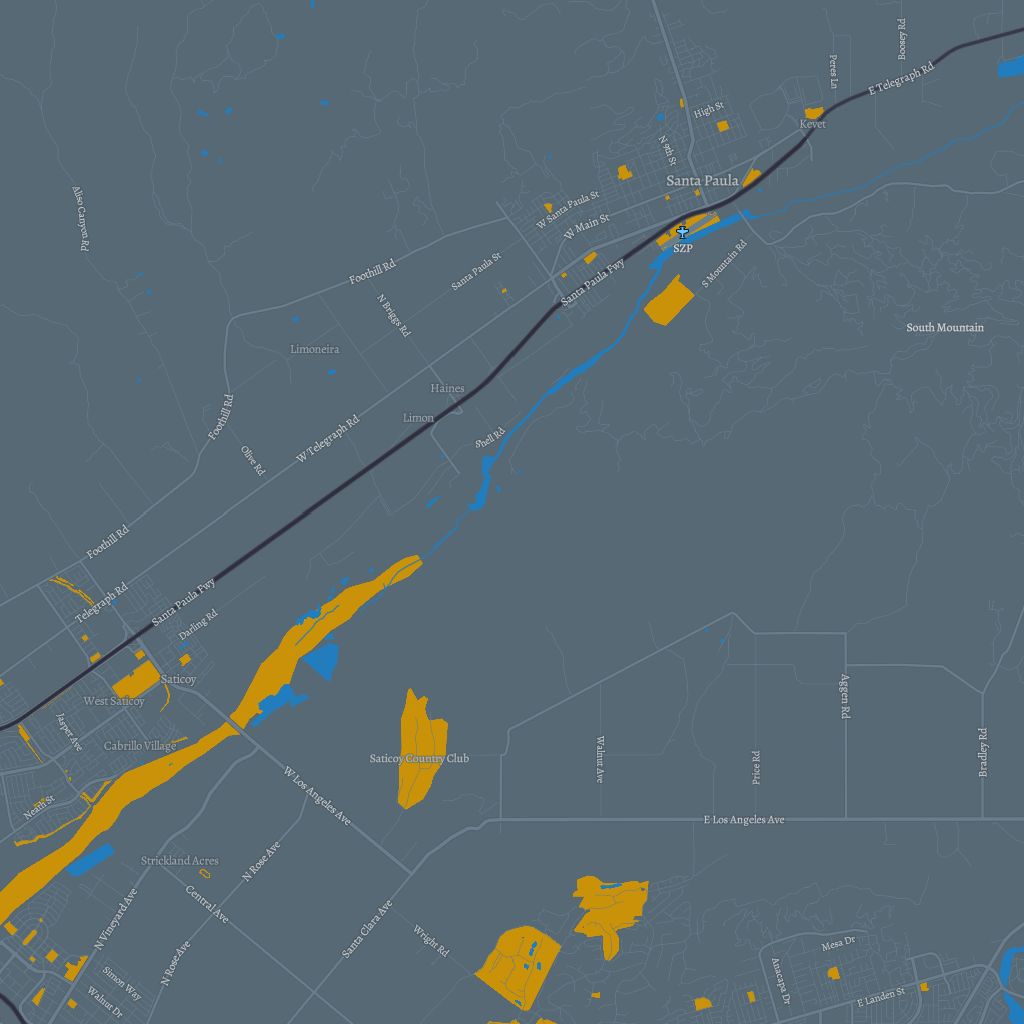 Boosey Rd
Peres Ln
E Telegraph Rd
High St
Kevet
N 9th St
Santa Paula
Aliso Canyon Rd
W Santa Paula St
W Main St
SZP
Santa Paula St
Foothill Rd
S Mountain Rd
Santa Paula Fwy
N Briggs Rd
South Mountain
Limoneira
Haines
Foothill Rd
Limon
Shell Rd
W Telegraph Rd
Olive Rd
Foothill Rd
Santa Paula Fwy
Telegraph Rd
Darling Rd
Saticoy
West Saticoy
Aggen Rd
Jasper Ave
Cabrillo Village
Bradley Rd
Saticoy Country Club
Walnut Ave
Price Rd
W Los Angeles Ave
Neath St
E Los Angeles Ave
Strickland Acres
N Rose Ave
Central Ave
N Vineyard Ave
Santa Clara Ave
Wright Rd
Mesa Dr
N Rose Ave
Simon Way
Anacapa Dr
Walnut Dr
E Landen St